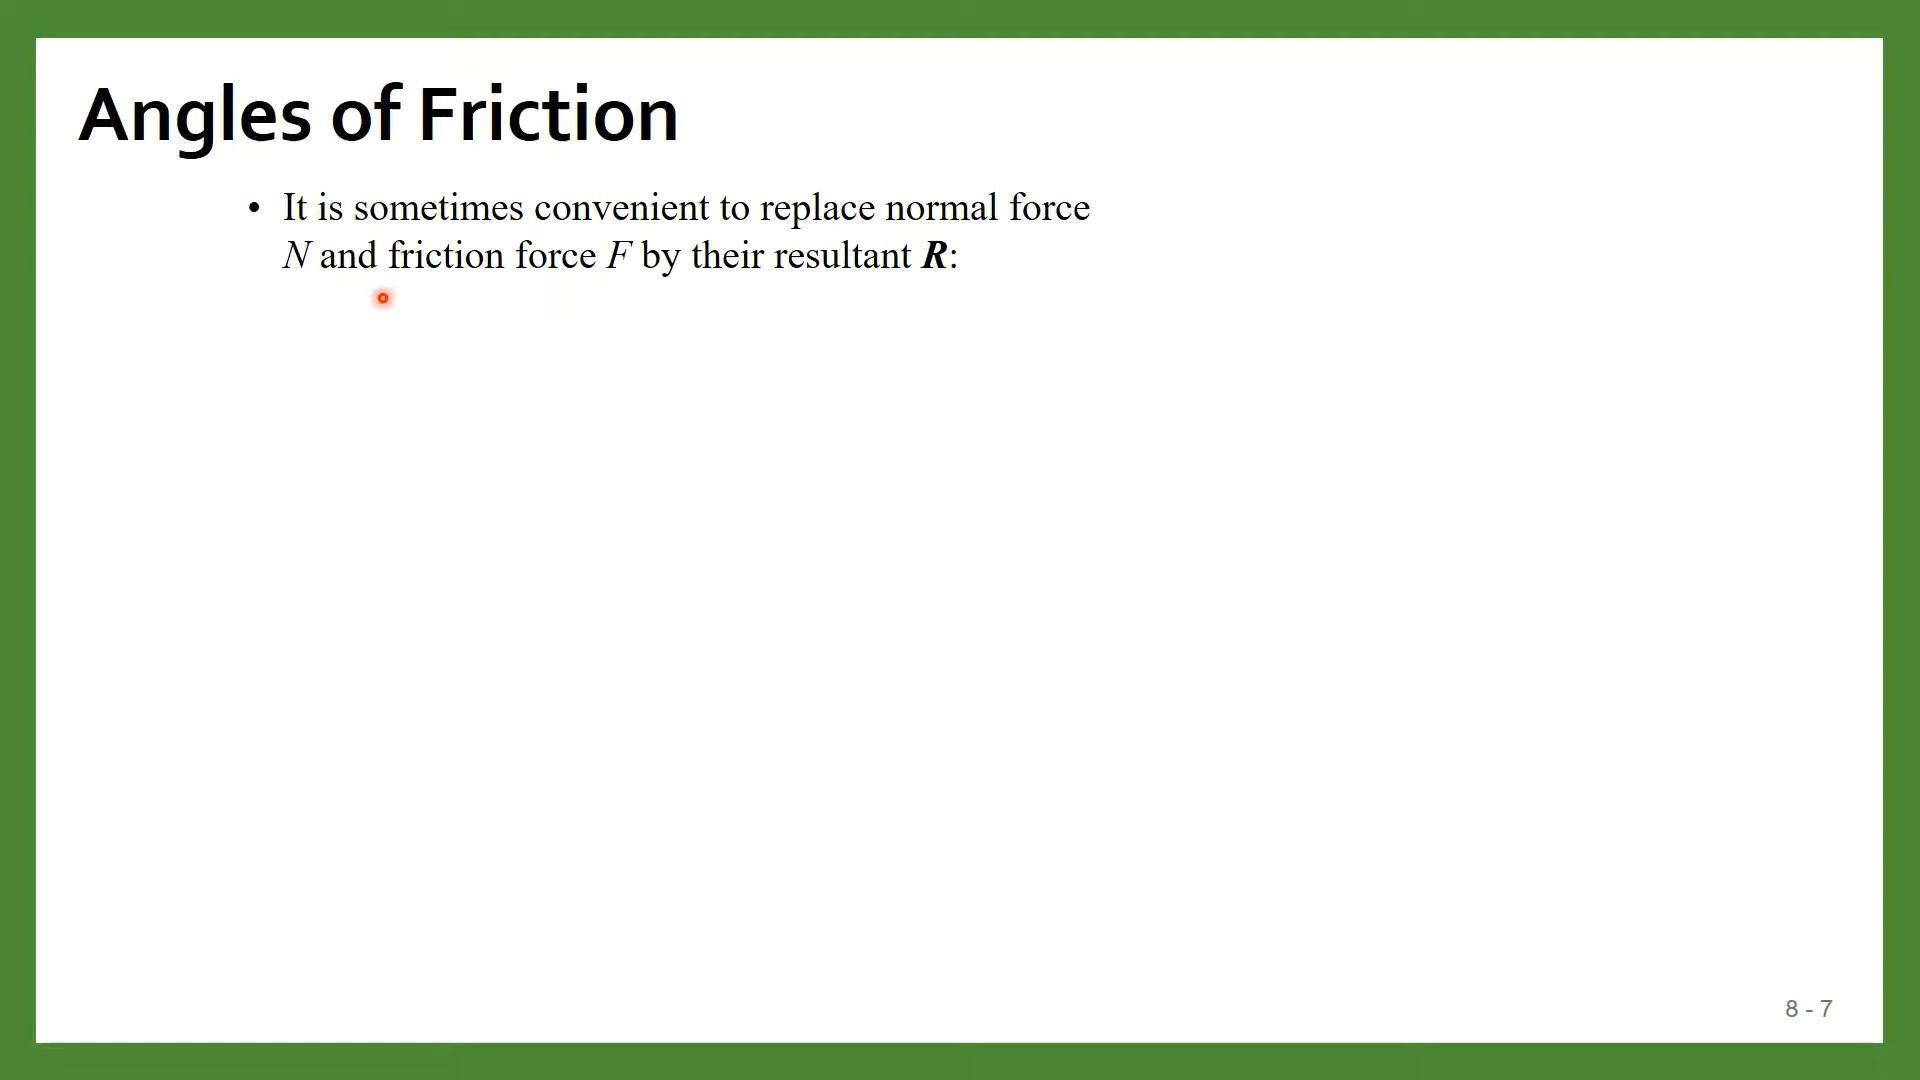 Angles of Friction
• It is sometimes convenient to replace normal force
N and friction force F by their resultant R:
8 - 7